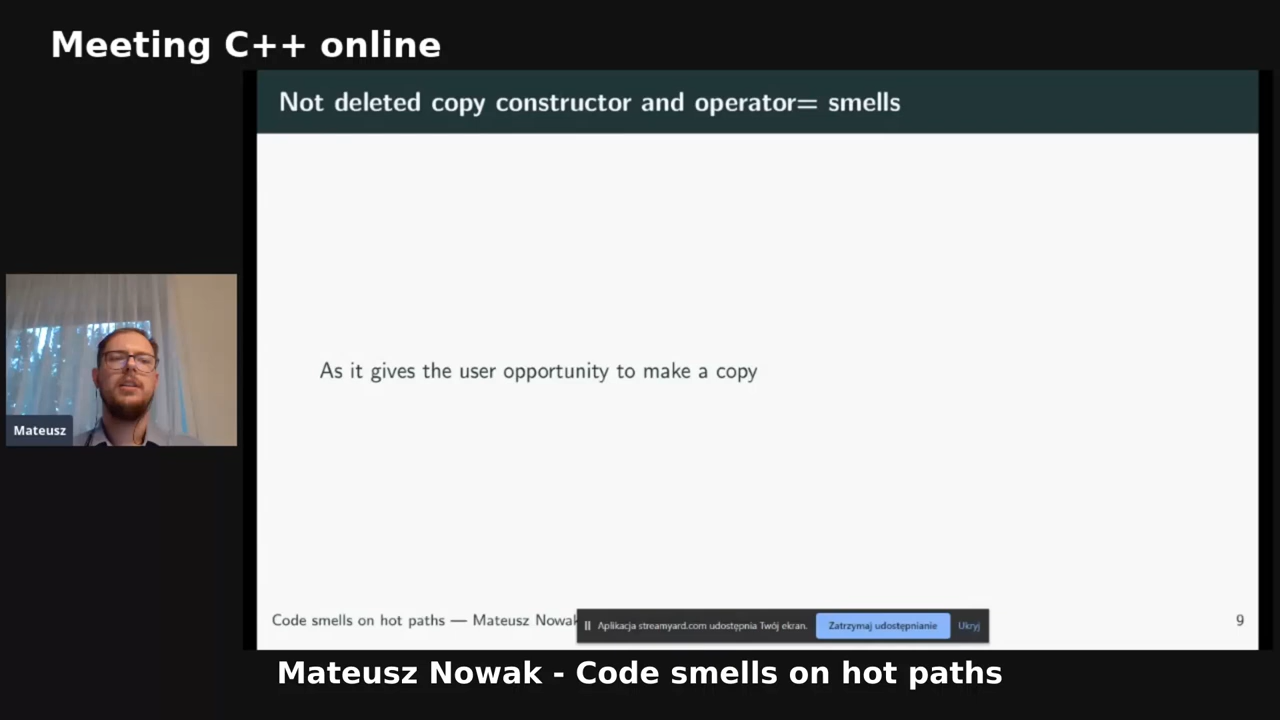 Meeting C++ online
Not deleted copy constructor and operator= smells
As it gives the user opportunity to make a copy
Mateusz
Code smells on hot paths — Mateusz Nowak
Aplikacja streamyard.com udostępnia Twój ekran.
Zatrzymaj udostępnianie
Ukryj
9
Mateusz Nowak - Code smells on hot paths